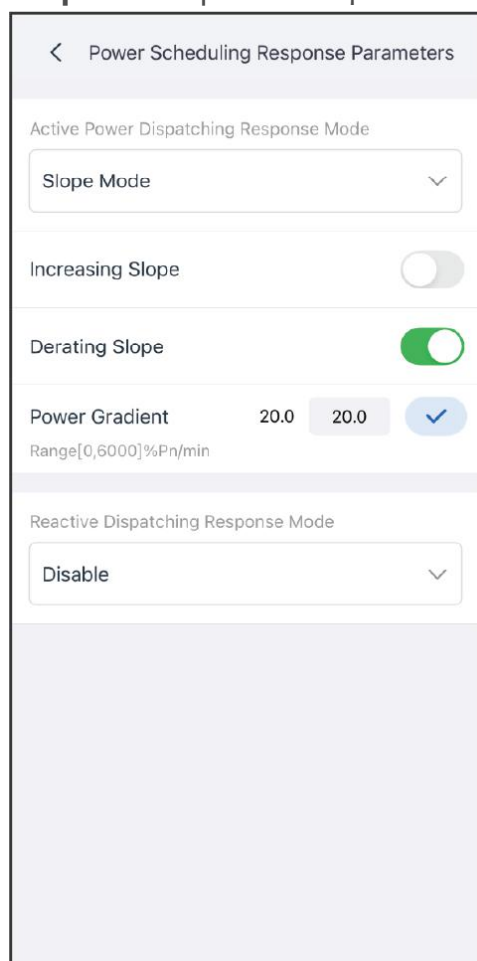 Power Scheduling Response Parameters
Active Power Dispatching Response Mode
Slope Mode
Increasing Slope
Derating Slope
Power Gradient 20.0 20.0
Range[0,6000]%Pn/min
Reactive Dispatching Response Mode
Disable